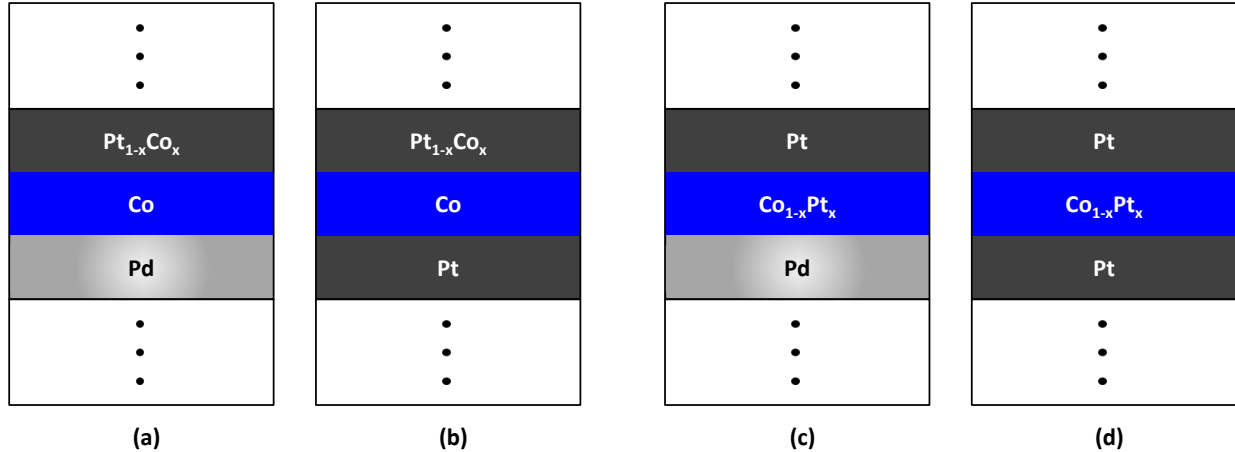 Pt1-xCox Pt1-xCox Pt Pt
Co Co Co1-xPtx Co1-xPtx
Pd Pt Pd Pt
(a) (b) (c) (d)